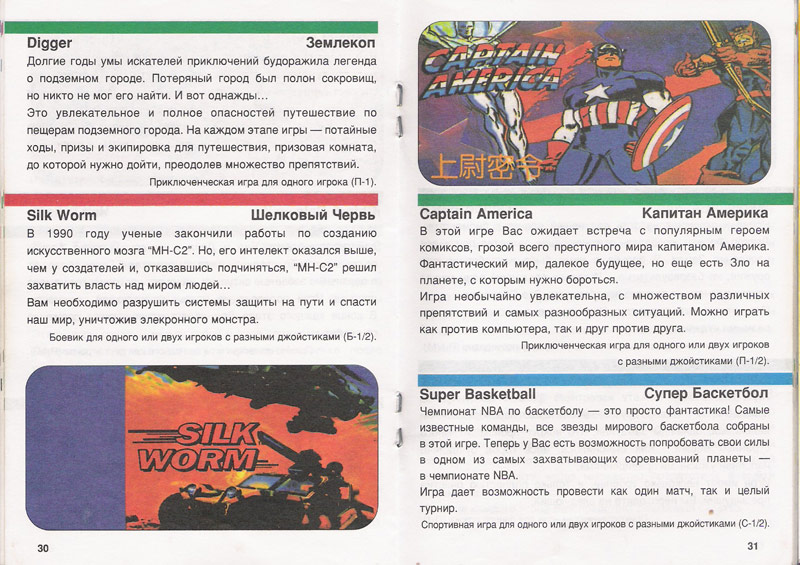 Digger Землекоп
Долгие годы умы искателей приключений будоражила легенда
о подземном городе. Потеряный город был полон сокровищ,
но никто не мог его найти. И вот однажды...
Это увлекательное и полное опасностей путешествие по
пещерам подземного города. На каждом этапе игры — потайные
ходы, призы и экипировка для путешествия, призовая комната,
до которой нужно дойти, преодолев множество препятствий.
Приключенческая игра для одного игрока (П-1).
Silk Worm Шелковый Червь
В 1990 году ученые закончили работы по созданию
искусственного мозга “МН-С2”. Но, его интелект оказался выше,
чем у создателей и, отказавшись подчиняться, “МН-С2” решил
захватить власть над миром людей...
Вам необходимо разрушить системы защиты на пути и спасти
наш мир, уничтожив элекронного монстра.
Боевик для одного или двух игроков с разными джойстиками (Б-1/2).
SILK
WORM
30
CAPTAIN
AMERICA
上尉密令
Captain America Капитан Америка
В этой игре Вас ожидает встреча с популярным героем
комиксов, грозой всего преступного мира капитаном Америка.
Фантастический мир, далекое будущее, но еще есть Зло на
планете, с которым нужно бороться.
Игра необычайно увлекательна, с множеством различных
препятствий и самых разнообразных ситуаций. Можно играть
как против компьютера, так и друг против друга.
Приключенческая игра для одного или двух игроков
с разными джойстиками (П-1/2).
Super Basketball Супер Баскетбол
Чемпионат NBA по баскетболу — это просто фантастика! Самые
известные команды, все звезды мирового баскетбола собраны
в этой игре. Теперь у Вас есть возможность попробовать свои силы
в одном из самых захватывающих соревнований планеты —
в чемпионате NBA.
Игра дает возможность провести как один матч, так и целый
турнир.
Спортивная игра для одного или двух игроков с разными джойстиками (С-1/2).
31